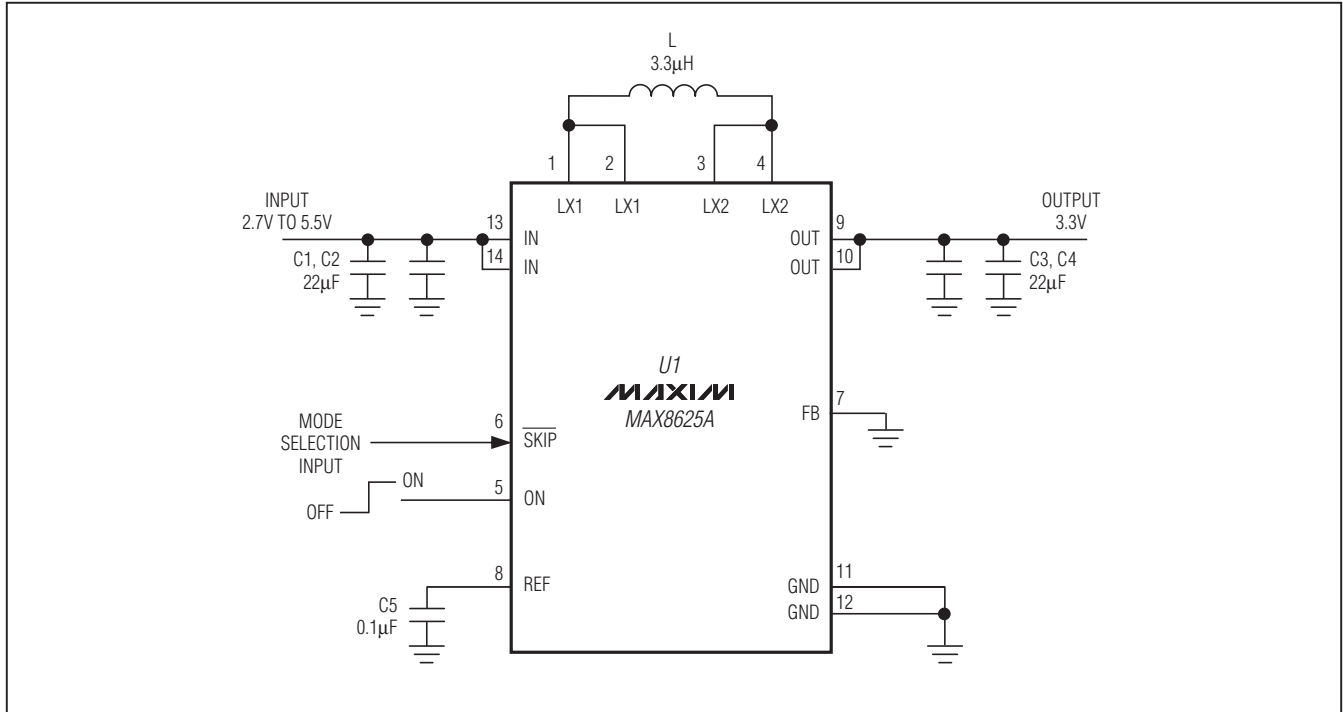 L
3.3μH
1
2
3
4
LX1
LX1
LX2
LX2
INPUT
2.7V TO 5.5V
13
IN
14
IN
C1, C2
22μF
OUTPUT
3.3V
9
OUT
10
OUT
C3, C4
22μF
U1
MAXIM
MAX8625A
7
FB
MODE
SELECTION
INPUT
6
SKIP
ON
OFF
5
ON
8
REF
C5
0.1μF
11
GND
12
GND